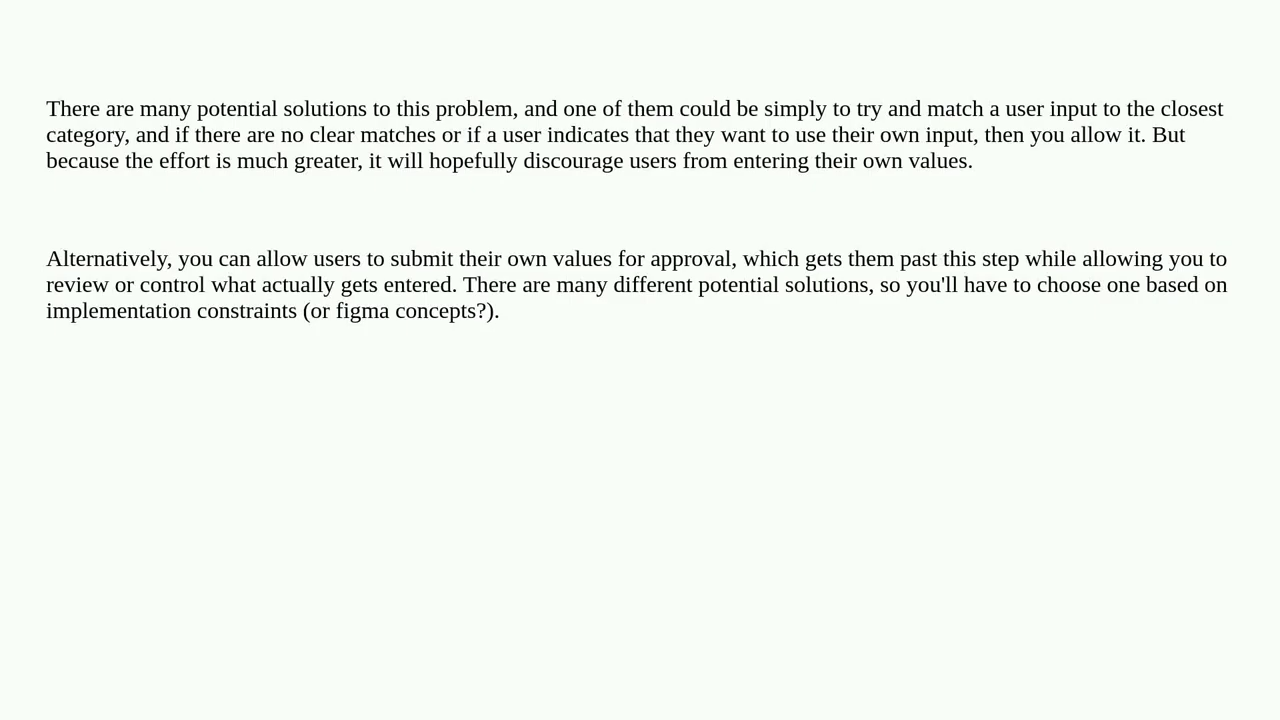 There are many potential solutions to this problem, and one of them could be simply to try and match a user input to the closest
category, and if there are no clear matches or if a user indicates that they want to use their own input, then you allow it. But
because the effort is much greater, it will hopefully discourage users from entering their own values.
Alternatively, you can allow users to submit their own values for approval, which gets them past this step while allowing you to
review or control what actually gets entered. There are many different potential solutions, so you'll have to choose one based on
implementation constraints (or figma concepts?).